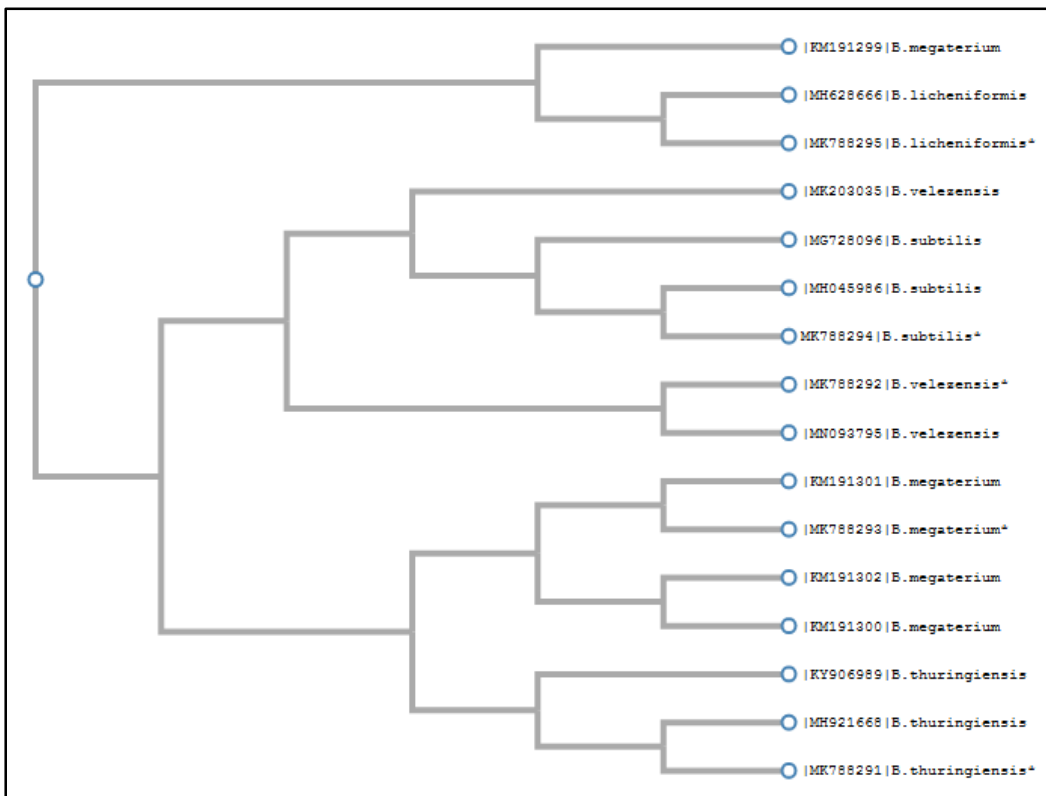 |KM191299|B.megaterium
|MH628666|B.licheniformis
|MK788295|B.licheniformis*
|MK203035|B.velezensis
|MG728096|B.subtilis
|MH045986|B.subtilis
MK788294|B.subtilis*
|MK788292|B.velezensis*
|MN093795|B.velezensis
|KM191301|B.megaterium
|MK788293|B.megaterium*
|KM191302|B.megaterium
|KM191300|B.megaterium
|KY906989|B.thuringiensis
|MH921668|B.thuringiensis
|MK788291|B.thuringiensis*